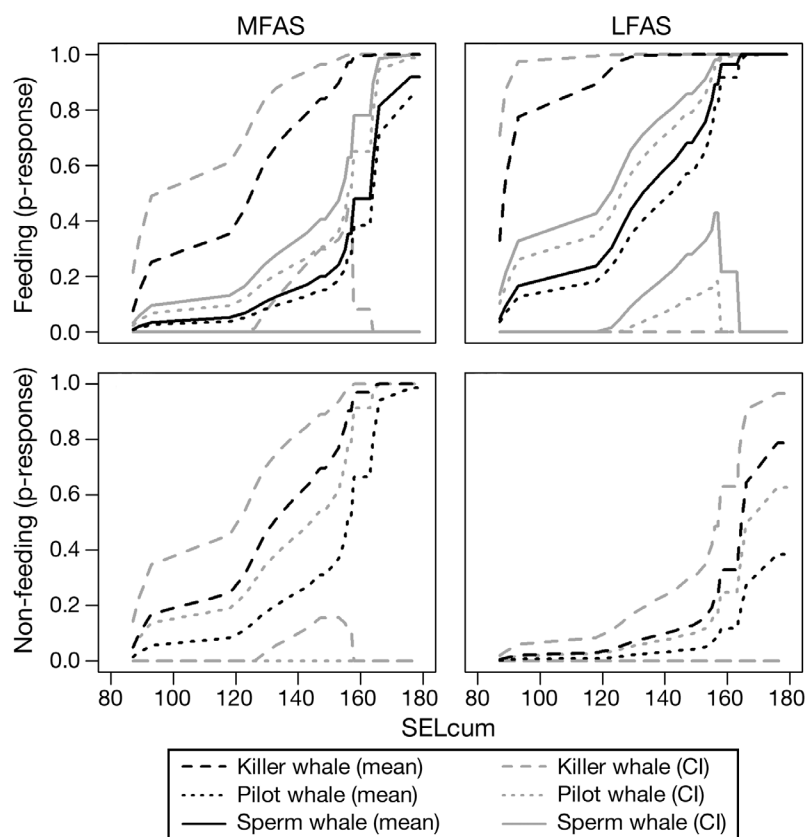 MFAS LFAS
Feeding (p-response)
1.0
0.8
0.6
0.4
0.2
0.0
Non-feeding (p-response)
1.0
0.8
0.6
0.4
0.2
0.0
80 100 120 140 160 180 80 100 120 140 160 180
SELcum
Killer whale (mean) Killer whale (CI)
Pilot whale (mean) Pilot whale (CI)
Sperm whale (mean) Sperm whale (CI)